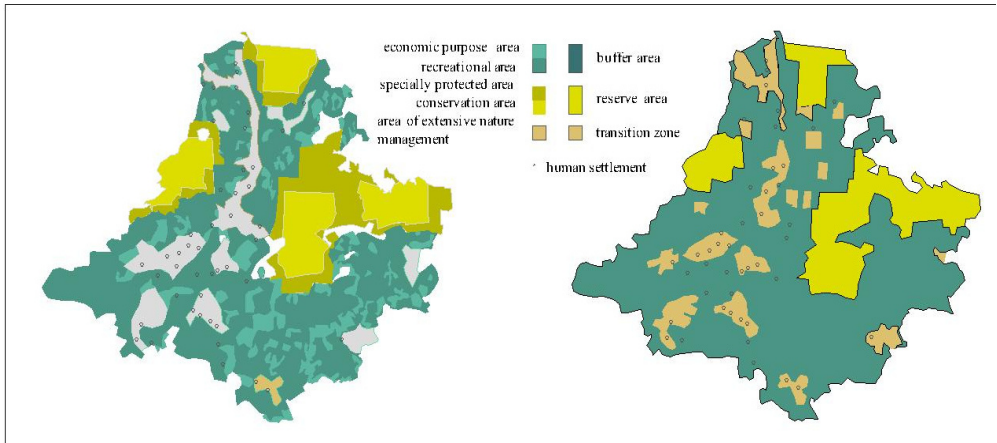 economic purpose area
recreational area
specially protected area
conservation area
area of extensive nature
management
buffer area
reserve area
transition zone
human settlement